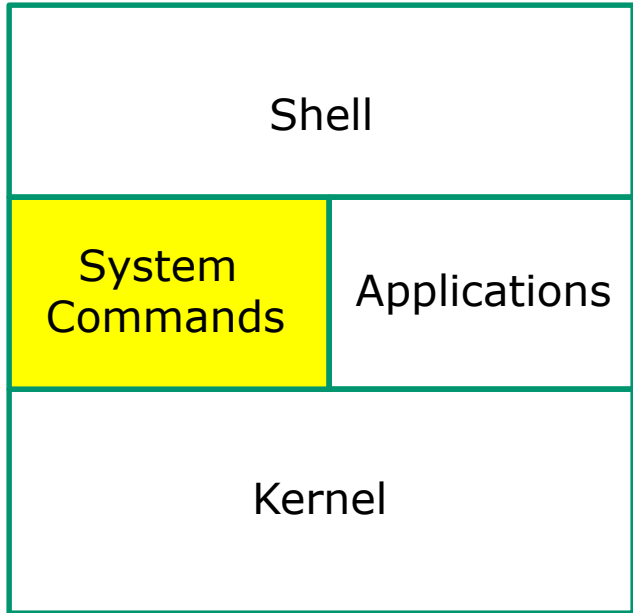 Shell
System
Commands
Applications
Kernel